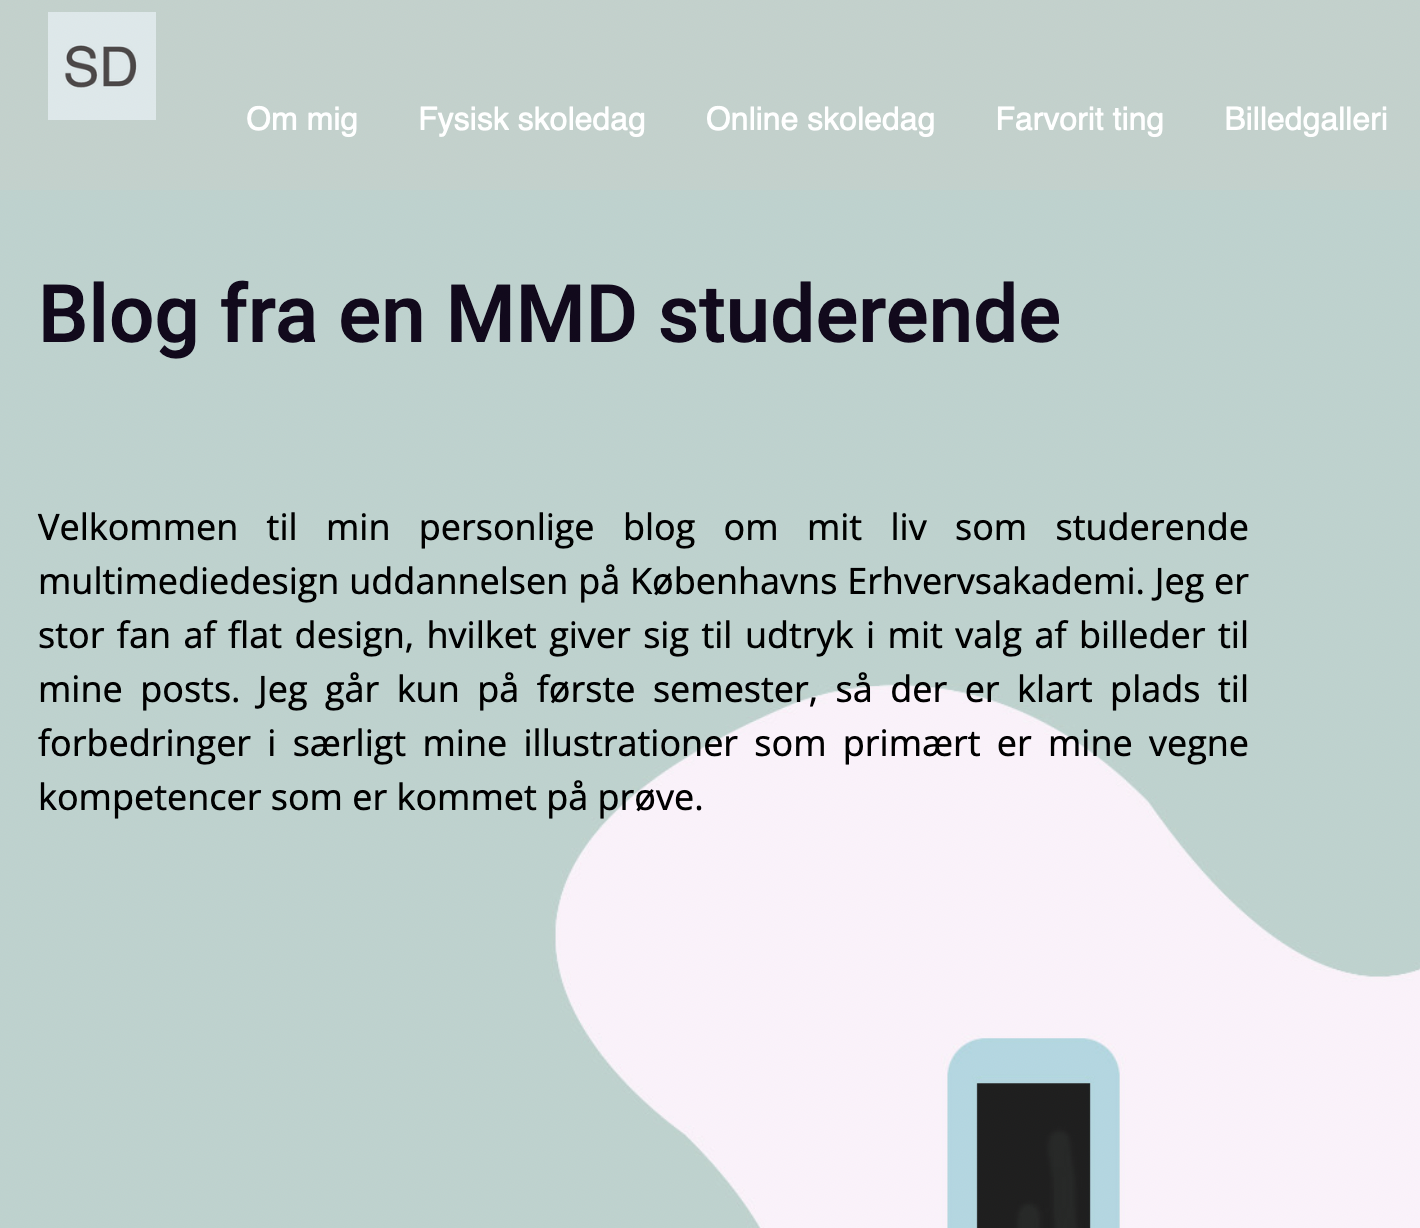 SD
Om mig Fysisk skoledag Online skoledag Farvorit ting Billedgalleri
Blog fra en MMD studerende
Velkommen til min personlige blog om mit liv som studerende
multimediedesign uddannelsen på Københavns Erhvervsakademi. Jeg er
stor fan af flat design, hvilket giver sig til udtryk i mit valg af billeder til
mine posts. Jeg går kun på første semester, så der er klart plads til
forbedringer i særligt mine illustrationer som primært er mine vegne
kompetencer som er kommet på prøve.